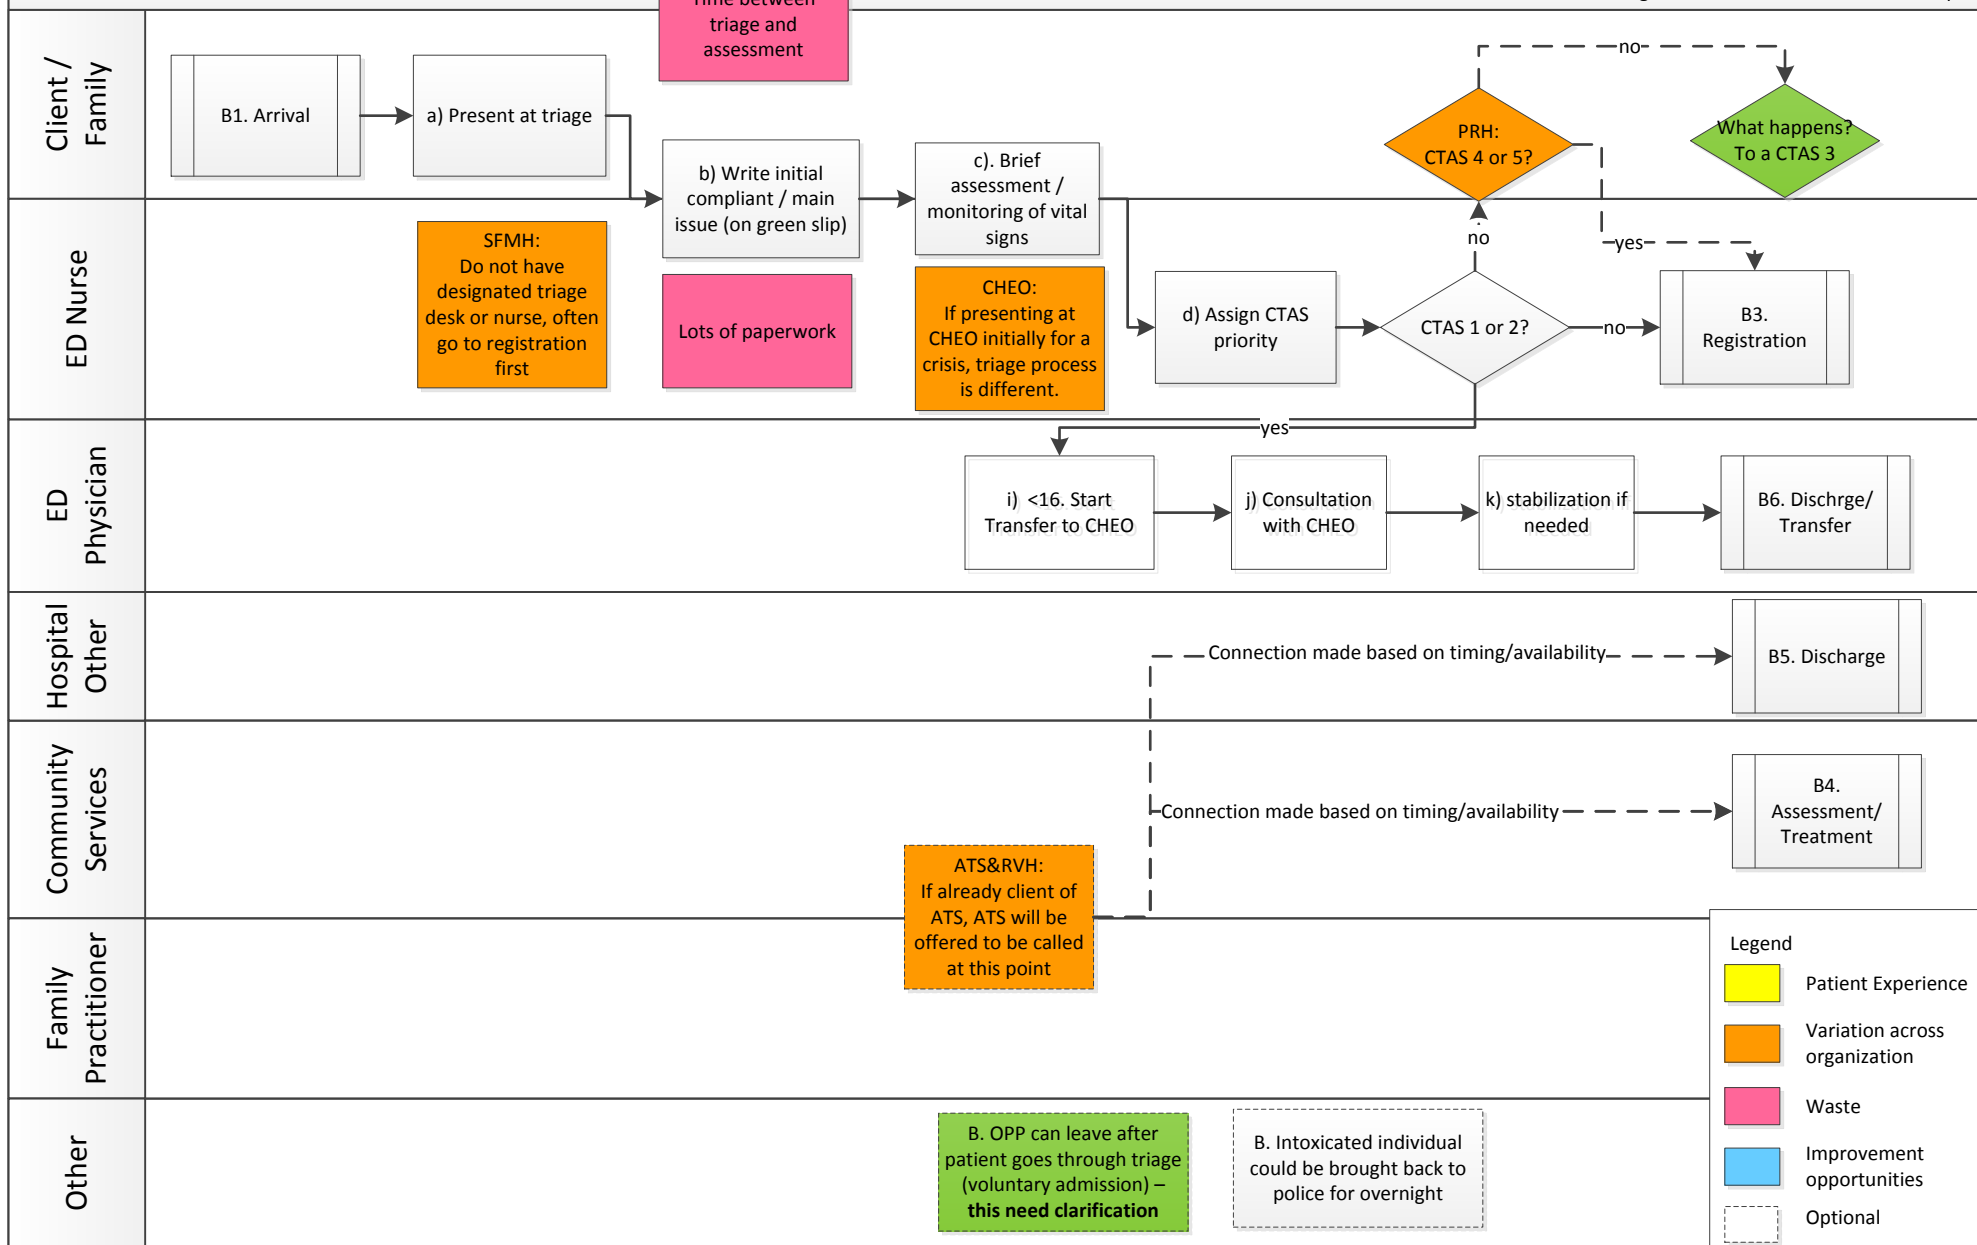 Time between
triage and
assessment
Client /
Family
B1. Arrival
a) Present at triage
b) Write initial
compliant / main
issue (on green slip)
c). Brief
assessment /
monitoring of vital
signs
PRH:
CTAS 4 or 5?
no
What happens?
To a CTAS 3
ED Nurse
SFMH:
Do not have
designated triage
desk or nurse, often
go to registration
first
Lots of paperwork
CHEO:
If presenting at
CHEO initially for a
crisis, triage process
is different.
d) Assign CTAS
priority
CTAS 1 or 2?
no
no
yes
B3.
Registration
yes
ED
Physician
i)  <16. Start
Transfer to CHEO
j) Consultation
with CHEO
k) stabilization if
needed
B6. Dischrge/
Transfer
Hospital
Other
Connection made based on timing/availability
B5. Discharge
Community
Services
Connection made based on timing/availability
B4.
Assessment/
Treatment
ATS&RVH:
If already client of
ATS, ATS will be
offered to be called
at this point
Family
Practitioner
Legend
Patient Experience
Variation across
organization
Waste
Improvement
opportunities
Optional
Other
B. OPP can leave after
patient goes through triage
(voluntary admission) –
this need clarification
B. Intoxicated individual
could be brought back to
police for overnight